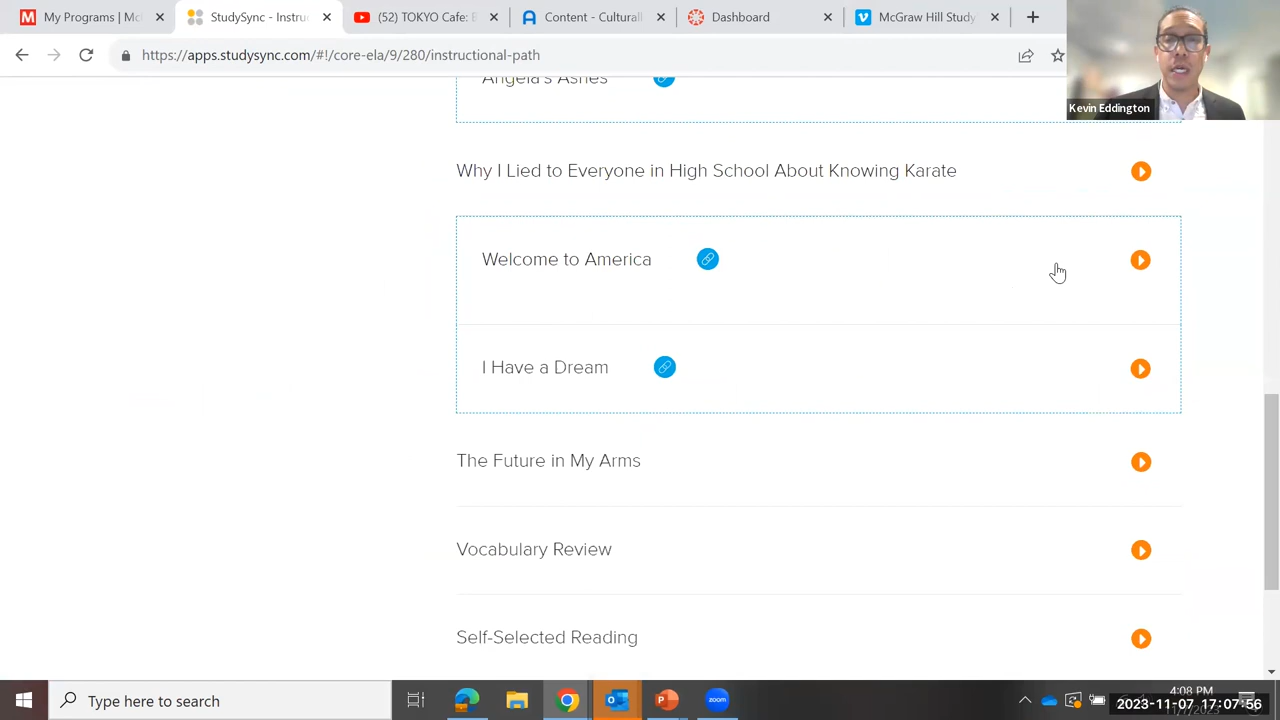 My Programs | Mc
StudySync - Instruc
(52) TOKYO Cafe: B
Content - Culturall
Dashboard
McGraw Hill Study
https://apps.studysync.com/#!/core-ela/9/280/instructional-path
Kevin Eddington
Angela's Ashes
Why I Lied to Everyone in High School About Knowing Karate
Welcome to America
I Have a Dream
The Future in My Arms
Vocabulary Review
Self-Selected Reading
Type here to search
zoom
4:08 PM
2023-11-07 17:07:56